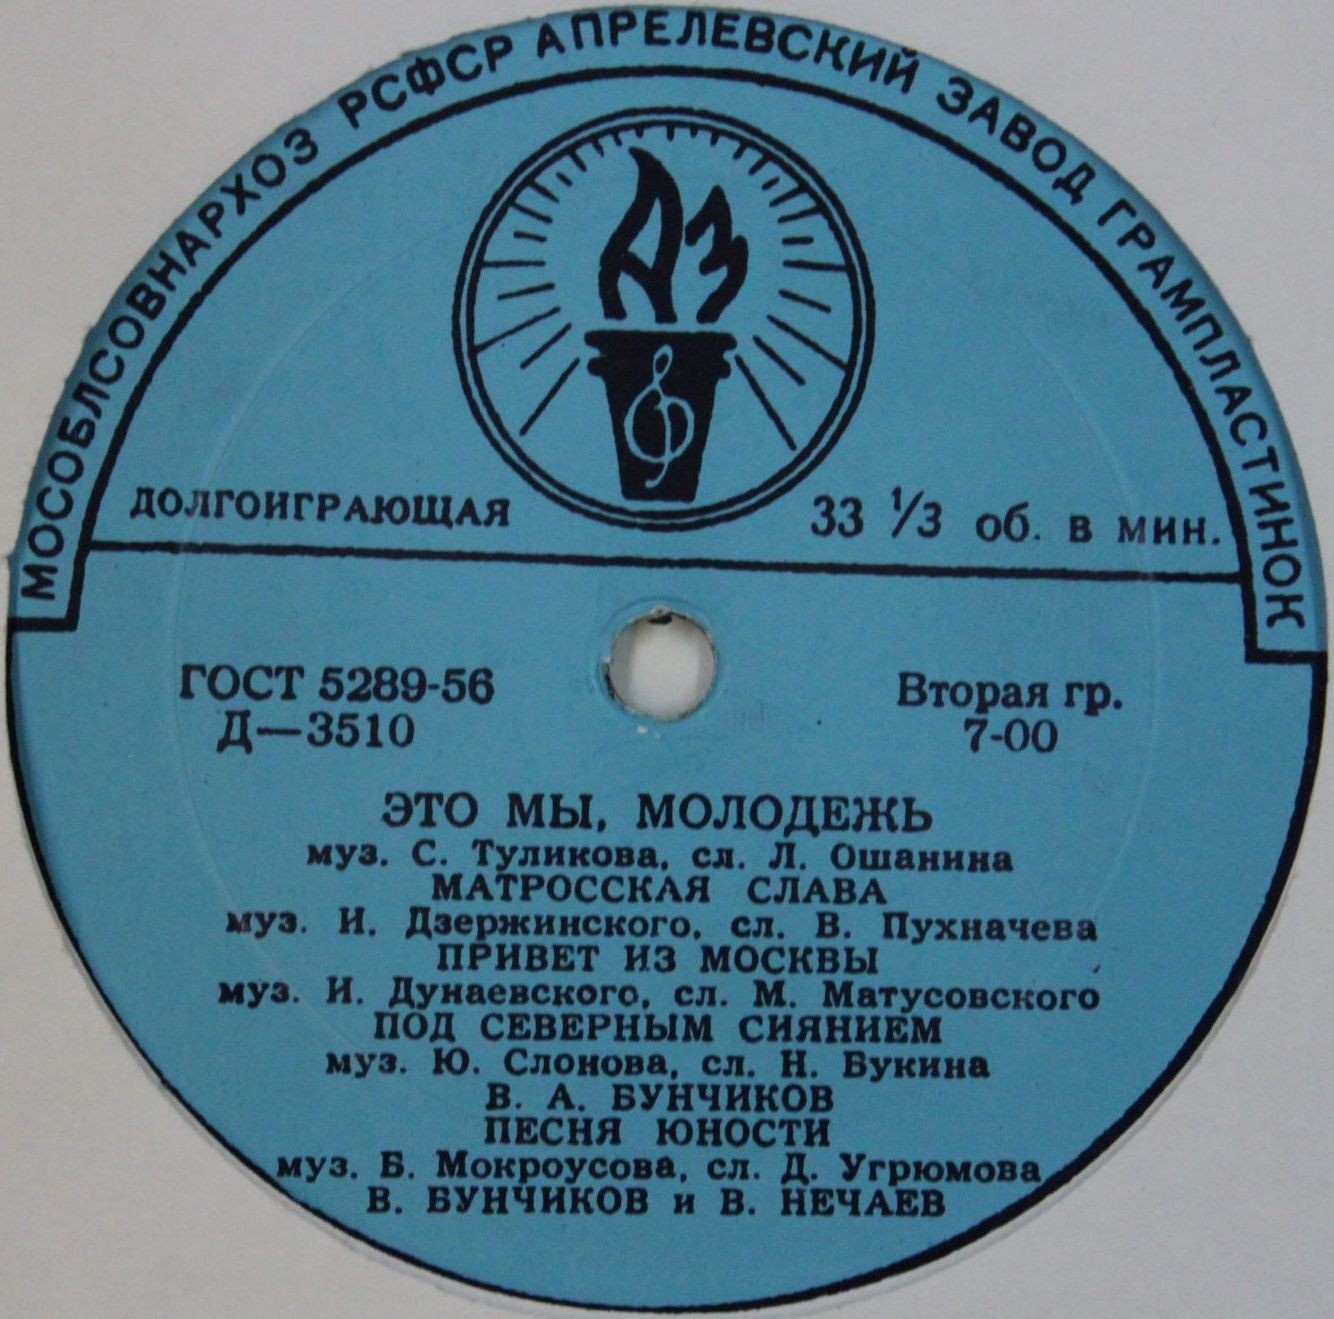 МОСОБЛСОВНАРХОЗ РСФСР АПРЕЛЕВСКИЙ ЗАВОД ГРАМПЛАСТИНОК
АЗ
ДОЛГОИГРАЮЩАЯ 33 1/3 об. в мин.
ГОСТ 5289-56 Вторая гр.
Д—3510 7-00
ЭТО МЫ, МОЛОДЕЖЬ
муз. С. Туликова, сл. Л. Ошанина
МАТРОССКАЯ СЛАВА
муз. И. Дзержинского, сл. В. Пухначева
ПРИВЕТ ИЗ МОСКВЫ
муз. И. Дунаевского, сл. М. Матусовского
ПОД СЕВЕРНЫМ СИЯНИЕМ
муз. Ю. Слонова, сл. Н. Букина
В. А. БУНЧИКОВ
ПЕСНЯ ЮНОСТИ
муз. Б. Мокроусова, сл. Д. Угрюмова
В. БУНЧИКОВ и В. НЕЧАЕВ